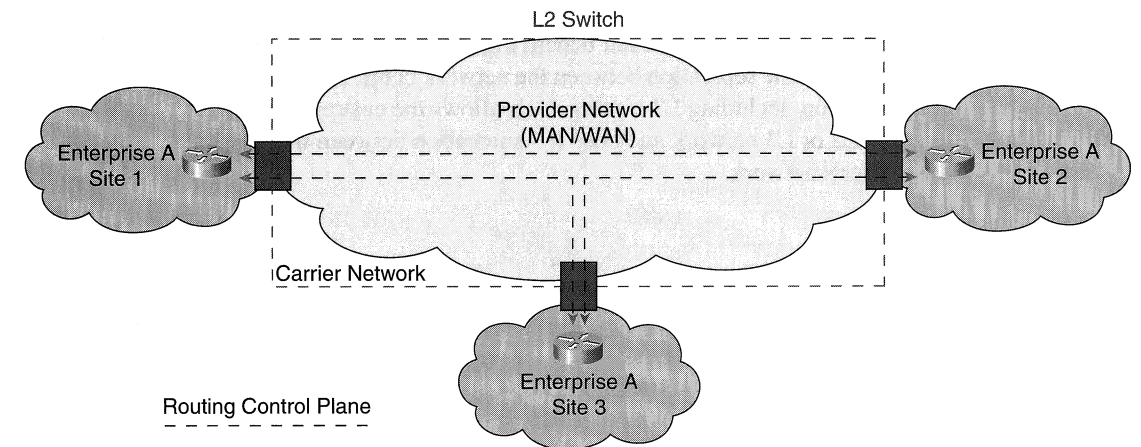 L2 Switch
Provider Network
(MAN/WAN)
Enterprise A
Site 1
Enterprise A
Site 2
Carrier Network
Enterprise A
Site 3
Routing Control Plane